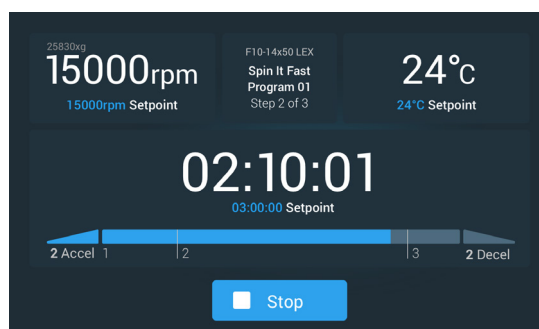 25830xg
15000rpm
15000rpm Setpoint
F10-14x50 LEX
Spin It Fast
Program 01
Step 2 of 3
24°C
24°C Setpoint
02:10:01
03:00:00 Setpoint
2 Accel 1 2 3 2 Decel
Stop